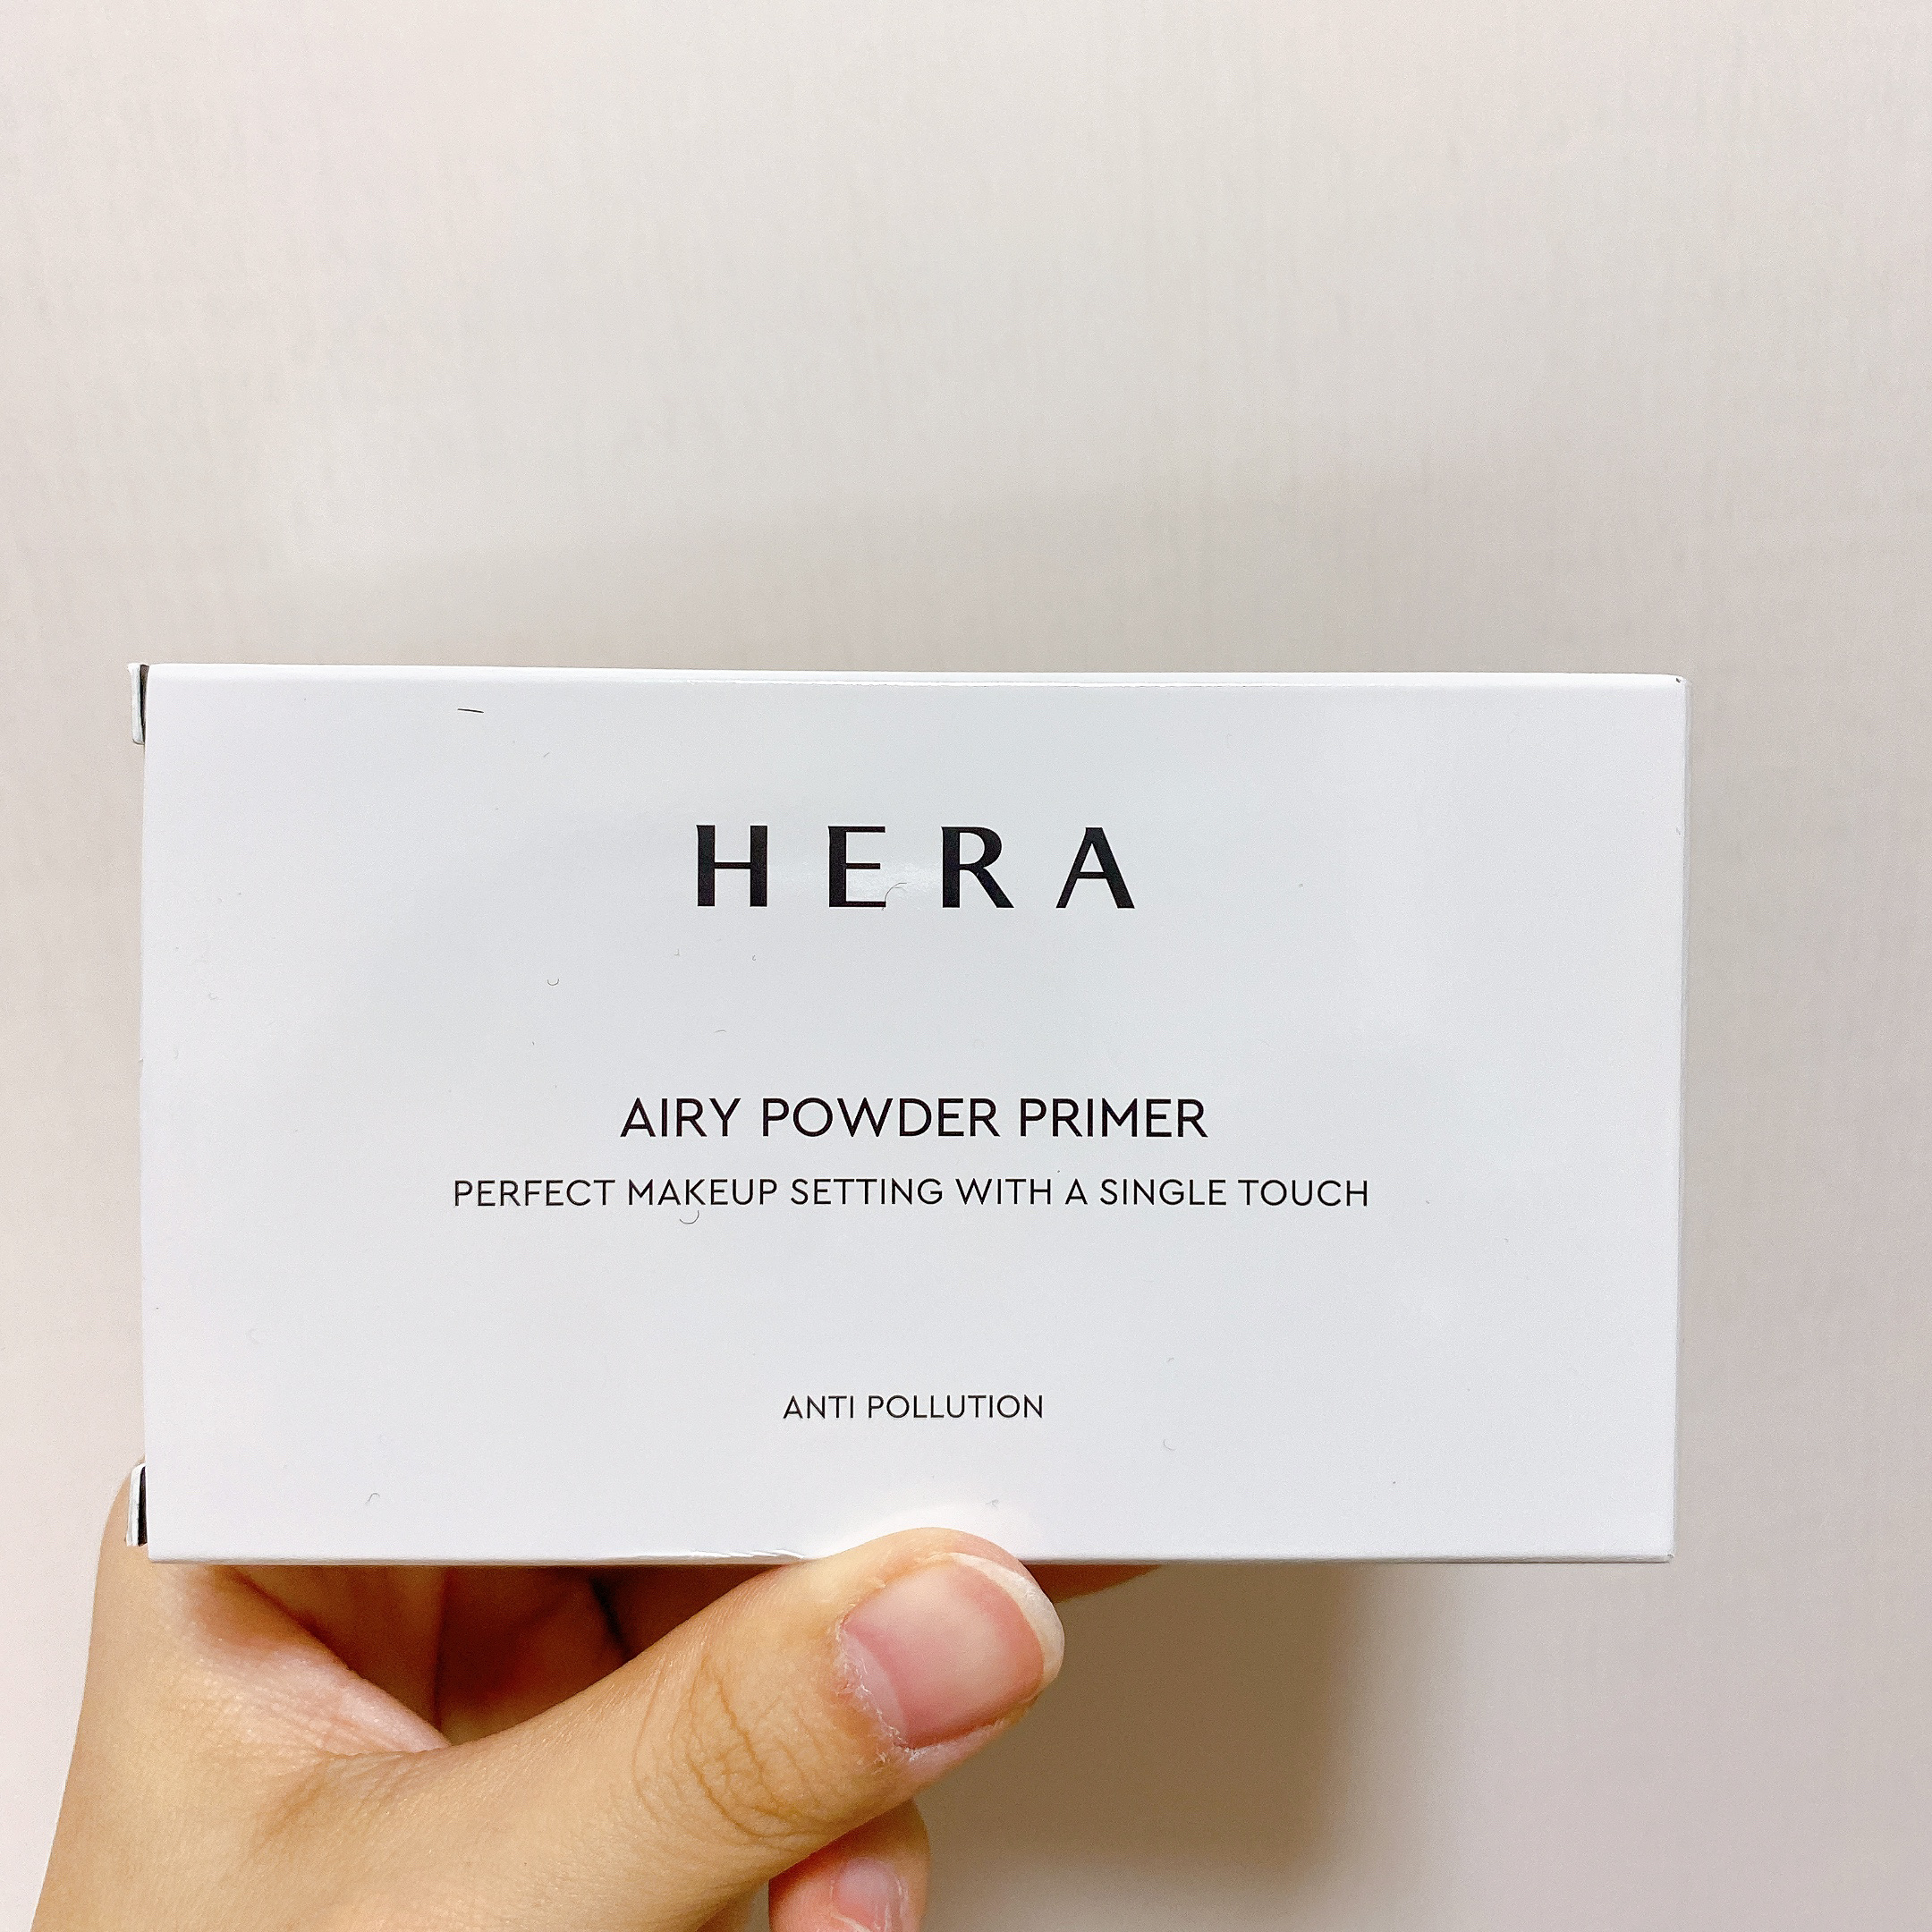 HERA
AIRY POWDER PRIMER
PERFECT MAKEUP SETTING WITH A SINGLE TOUCH
ANTI POLLUTION